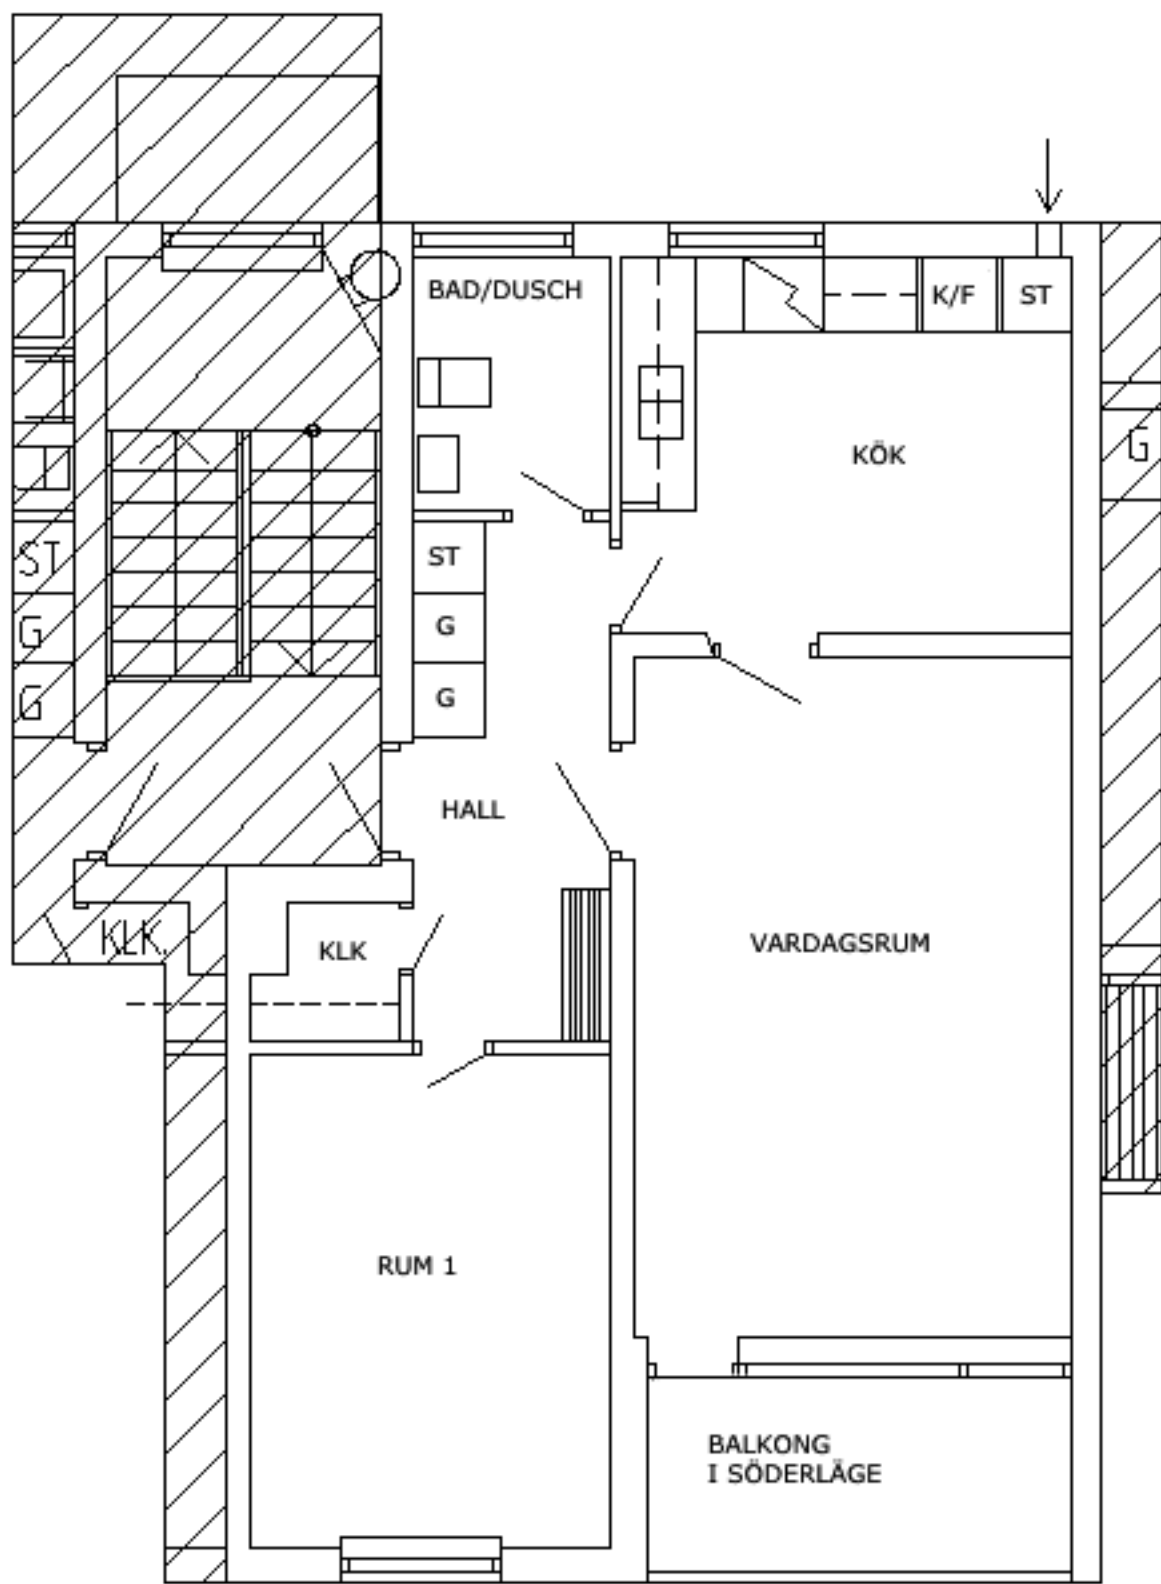 BAD/DUSCH
K/F
ST
KÖK
G
ST
G
G
ST
G
G
HALL
KLK
KLK
VARDAGSRUM
RUM 1
BALKONG
I SÖDERLÄGE